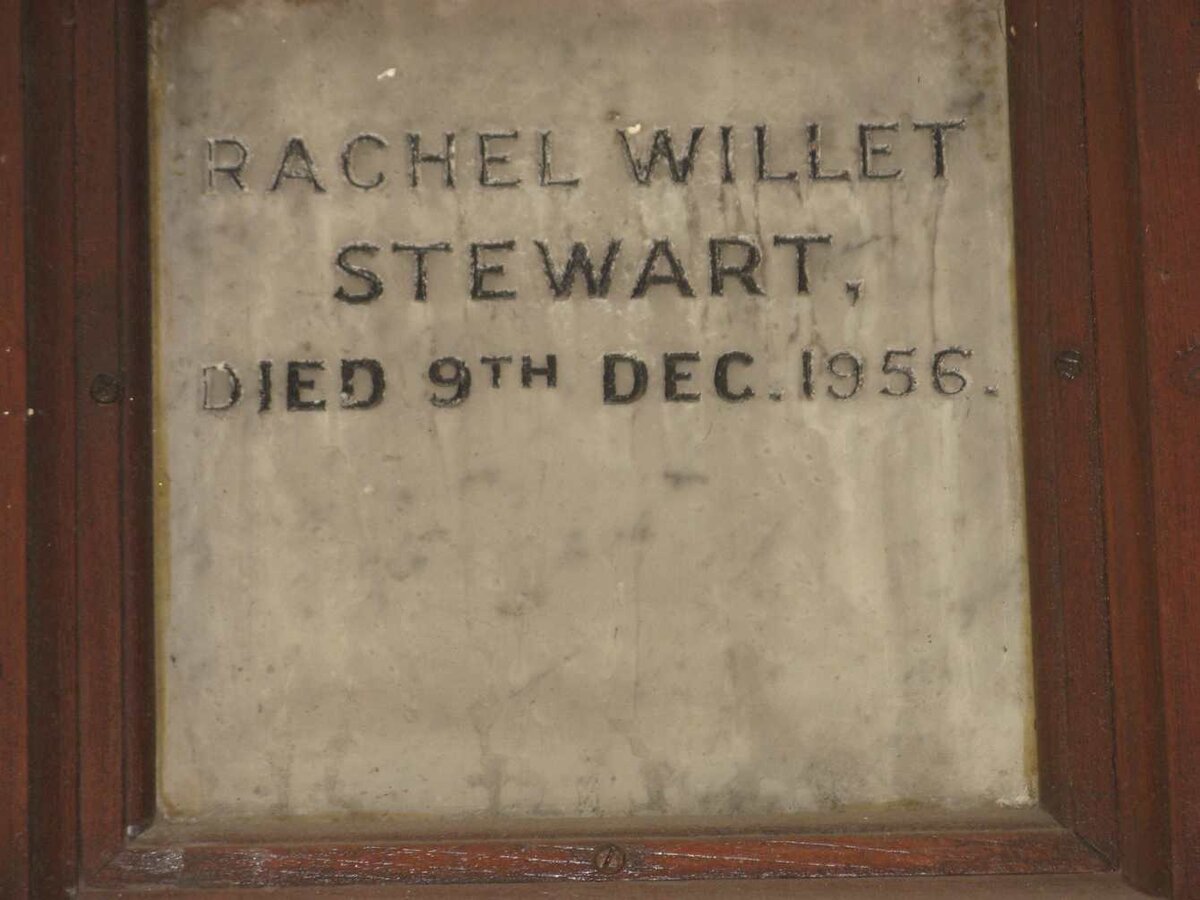 RACHEL WILLET
STEWART,
DIED 9TH DEC. 1956.